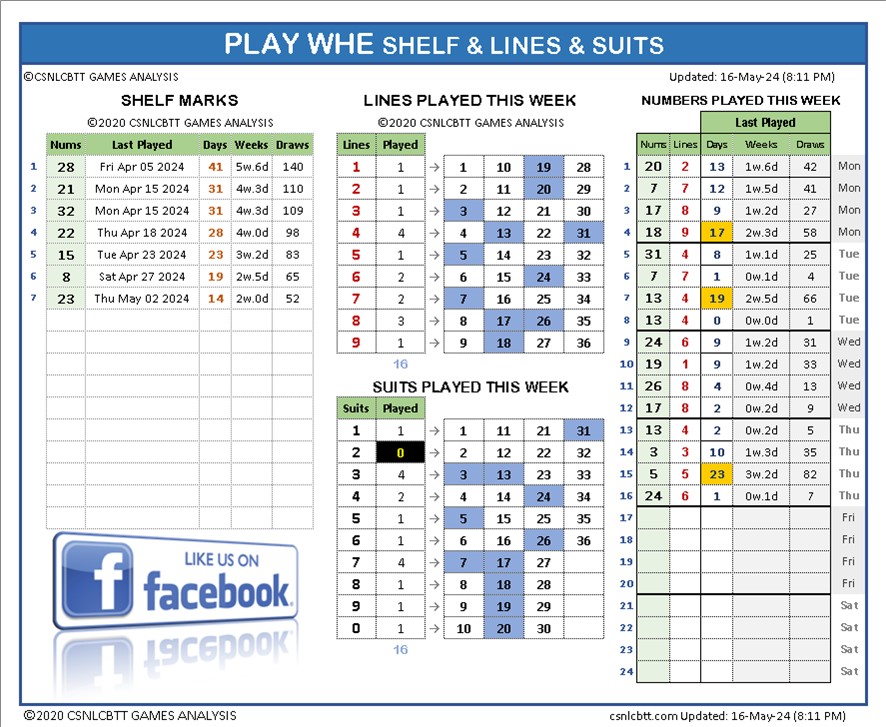 PLAY WHE SHELF & LINES & SUITS
©CSNLCBTT GAMES ANALYSIS
Updated: 16-May-24 (8:11 PM)
SHELF MARKS
©2020 CSNLCBTT GAMES ANALYSIS
Nums Last Played Days Weeks Draws
1 28 Fri Apr 05 2024 41 5w.6d 140
2 21 Mon Apr 15 2024 31 4w.3d 110
3 32 Mon Apr 15 2024 31 4w.3d 109
4 22 Thu Apr 18 2024 28 4w.0d 98
5 15 Tue Apr 23 2024 23 3w.2d 83
6 8 Sat Apr 27 2024 19 2w.5d 65
7 23 Thu May 02 2024 14 2w.0d 52
LIKE US ON
facebook.
LINES PLAYED THIS WEEK
©2020 CSNLCBTT GAMES ANALYSIS
Lines Played
1 1 → 1 10 19 28
2 1 → 2 11 20 29
3 1 → 3 12 21 30
4 4 → 4 13 22 31
5 1 → 5 14 23 32
6 2 → 6 15 24 33
7 2 → 7 16 25 34
8 3 → 8 17 26 35
9 1 → 9 18 27 36
16
SUITS PLAYED THIS WEEK
Suits Played
1 1 → 1 11 21 31
2 0 → 2 12 22 32
3 4 → 3 13 23 33
4 2 → 4 14 24 34
5 1 → 5 15 25 35
6 1 → 6 16 26 36
7 4 → 7 17 27
8 1 → 8 18 28
9 1 → 9 19 29
0 1 → 10 20 30
16
NUMBERS PLAYED THIS WEEK
Last Played
Nums Lines Days Weeks Draws
1 20 2 13 1w.6d 42 Mon
2 7 7 12 1w.5d 41 Mon
3 17 8 9 1w.2d 27 Mon
4 18 9 17 2w.3d 58 Mon
5 31 4 8 1w.1d 25 Tue
6 7 7 1 0w.1d 4 Tue
7 13 4 19 2w.5d 66 Tue
8 13 4 0 0w.0d 1 Tue
9 24 6 9 1w.2d 31 Wed
10 19 1 9 1w.2d 33 Wed
11 26 8 4 0w.4d 13 Wed
12 17 8 2 0w.2d 9 Wed
13 13 4 2 0w.2d 5 Thu
14 3 3 10 1w.3d 35 Thu
15 5 5 23 3w.2d 82 Thu
16 24 6 1 0w.1d 7 Thu
17 Fri
18 Fri
19 Fri
20 Fri
21 Sat
22 Sat
23 Sat
24 Sat
©2020 CSNLCBTT GAMES ANALYSIS
csnlcbtt.com Updated: 16-May-24 (8:11 PM)